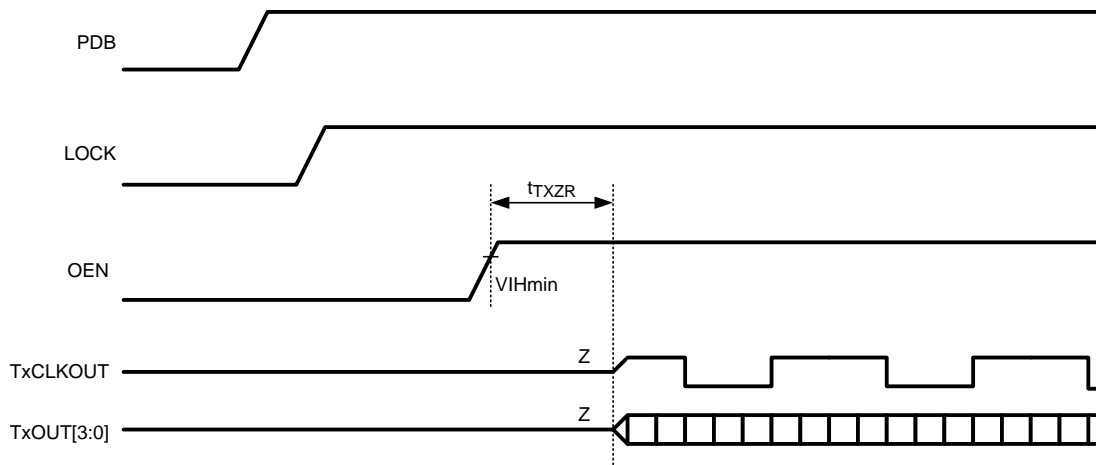 PDB
LOCK
tTXZR
OEN
VIHmin
Z
TxCLKOUT
Z
TxOUT[3:0]